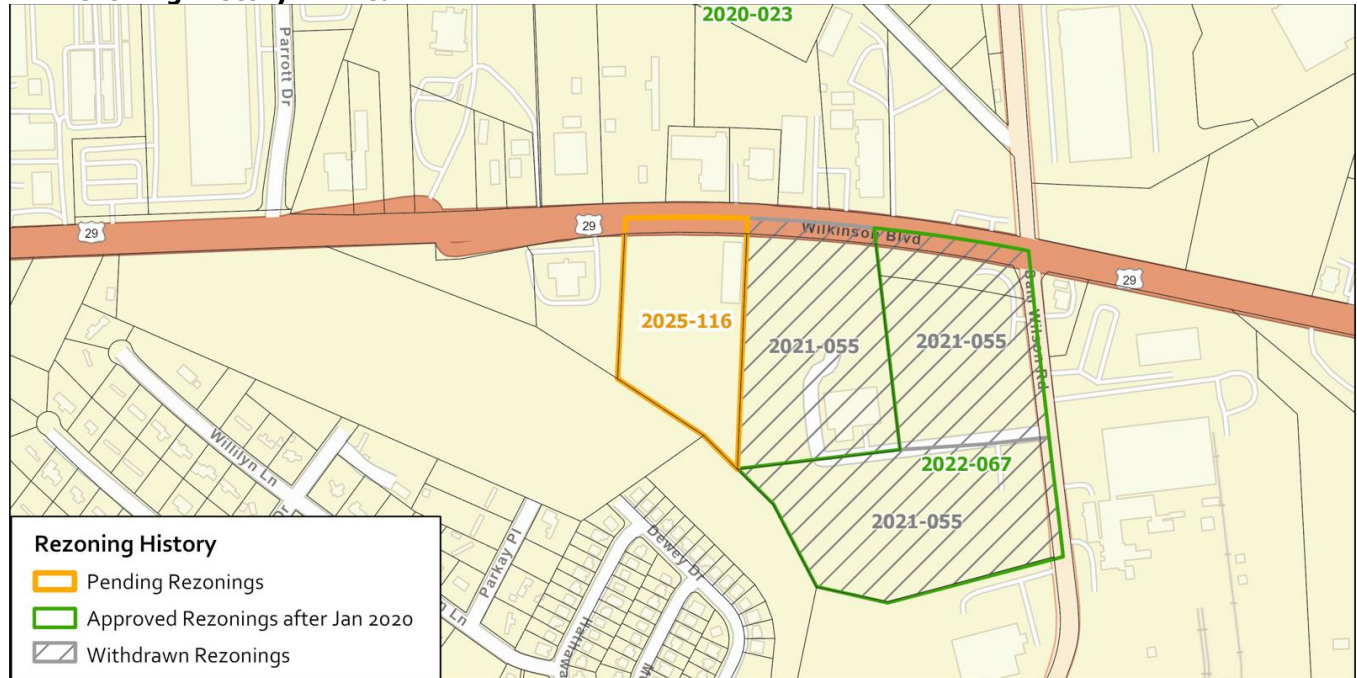 2020-023
Parrott Dr
29
29
Wilkinson Blvd
29
2025-116
2021-055
2021-055
Sam Wilson Rd
2022-067
2021-055
Willilyn Ln
Parkay Pl
Dewey Dr
Ln
Rezoning History
Pending Rezonings
Approved Rezonings after Jan 2020
Withdrawn Rezonings